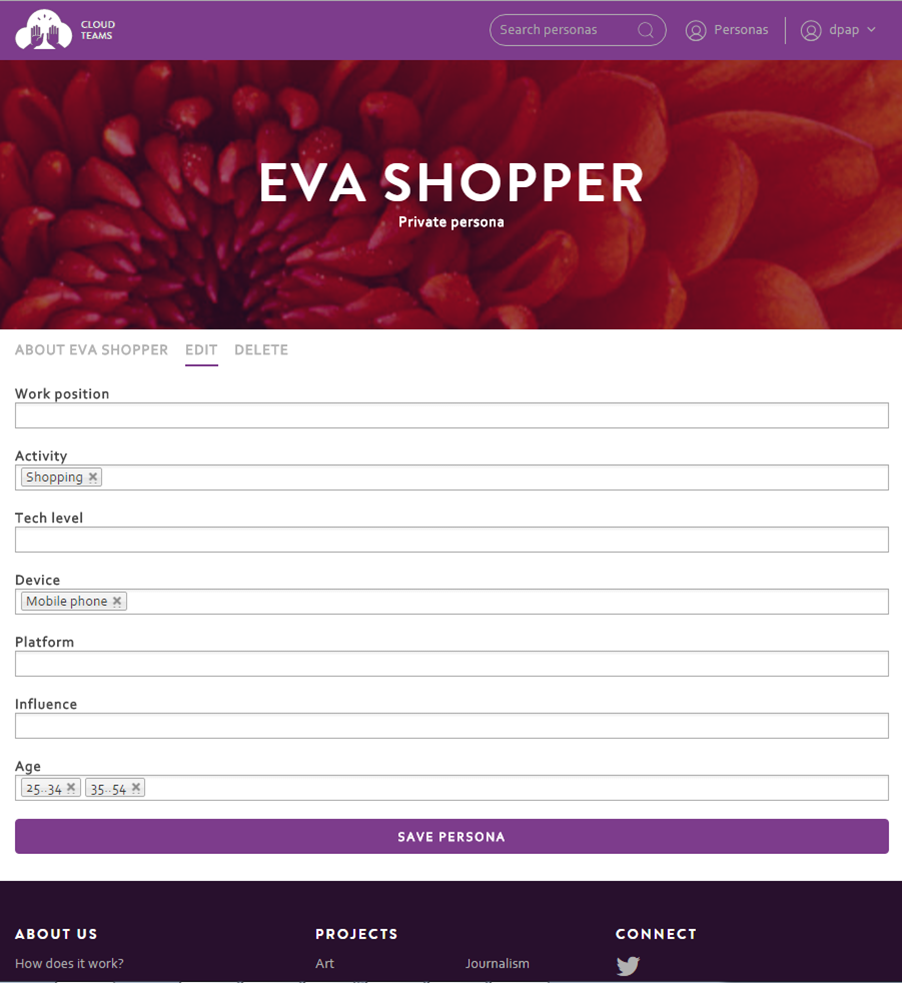 CLOUD
TEAMS
Search personas
Personas
dpap
EVA SHOPPER
Private persona
ABOUT EVA SHOPPER EDIT DELETE
Work position
Activity
Shopping
Tech level
Device
Mobile phone
Platform
Influence
Age
25..34 35..54
SAVE PERSONA
ABOUT US PROJECTS CONNECT
How does it work? Art Journalism